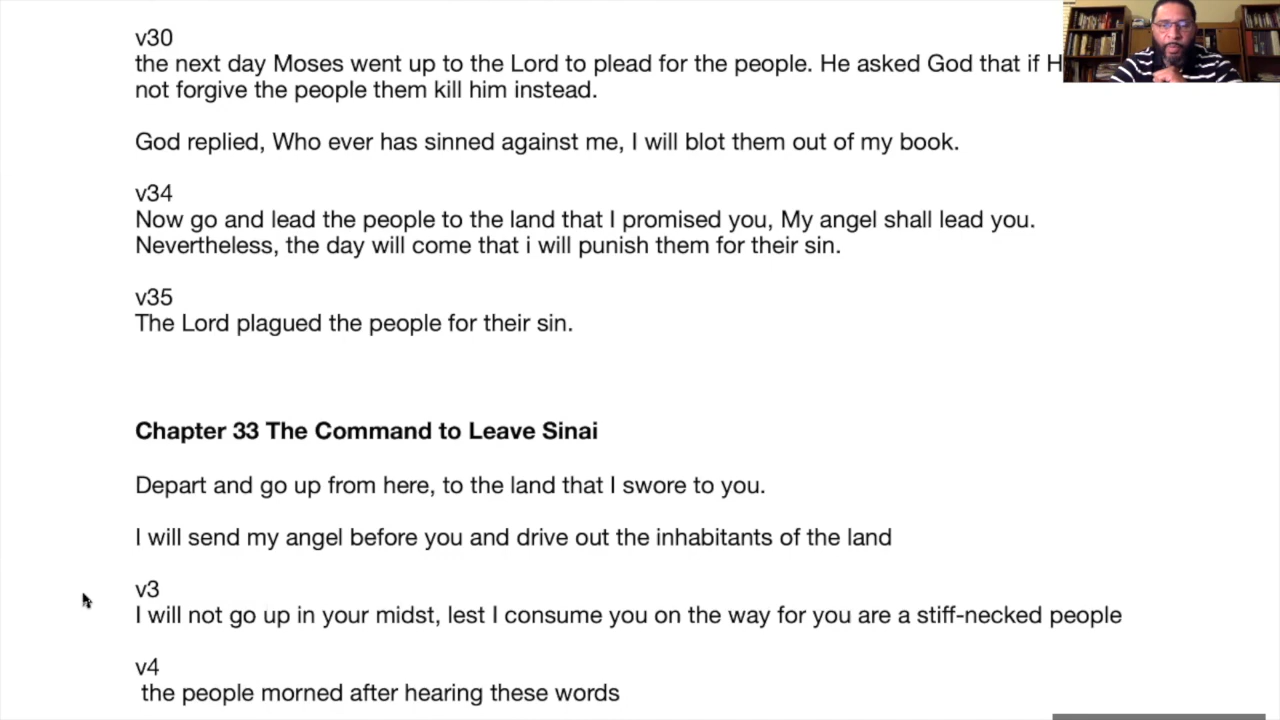 v30
the next day Moses went up to the Lord to plead for the people. He asked God that if H
not forgive the people them kill him instead.
God replied, Who ever has sinned against me, I will blot them out of my book.
v34
Now go and lead the people to the land that I promised you, My angel shall lead you.
Nevertheless, the day will come that i will punish them for their sin.
v35
The Lord plagued the people for their sin.
Chapter 33 The Command to Leave Sinai
Depart and go up from here, to the land that I swore to you.
I will send my angel before you and drive out the inhabitants of the land
v3
I will not go up in your midst, lest I consume you on the way for you are a stiff-necked people
v4
the people morned after hearing these words